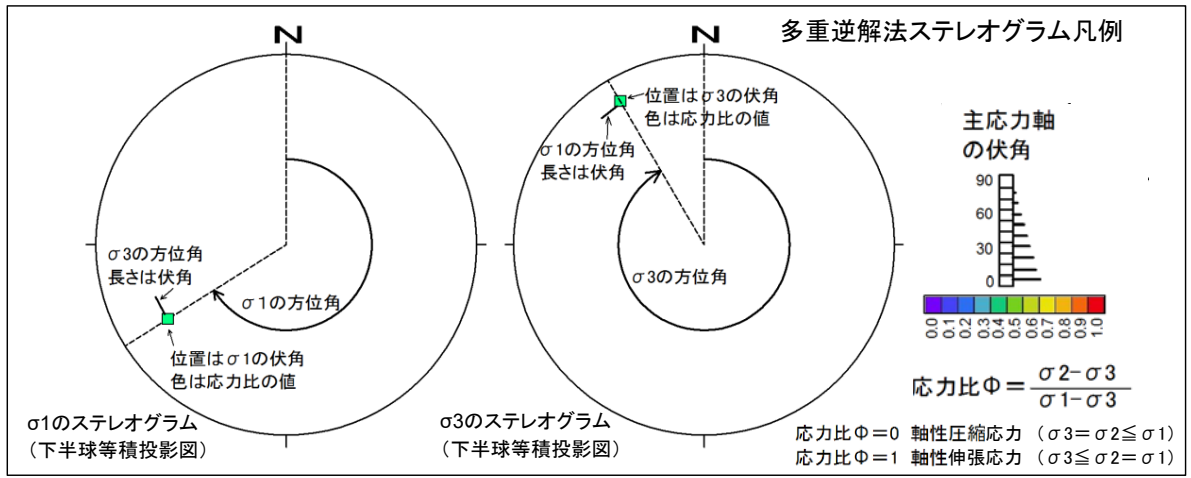 多重逆解法ステレオグラム凡例
N
σ3の方位角
長さは伏角
σ1の方位角
位置はσ1の伏角
色は応力比の値
σ1のステレオグラム
（下半球等積投影図）
N
位置はσ3の伏角
色は応力比の値
σ1の方位角
長さは伏角
σ3の方位角
σ3のステレオグラム
（下半球等積投影図）
主応力軸
の伏角
90
60
30
0
0.0 0.1 0.2 0.3 0.4 0.5 0.6 0.7 0.8 0.9 1.0
応力比Φ＝σ2-σ3/σ1-σ3
応力比Φ＝0 軸性圧縮応力 （σ3＝σ2≦σ1）
応力比Φ＝1 軸性伸張応力 （σ3≦σ2＝σ1）